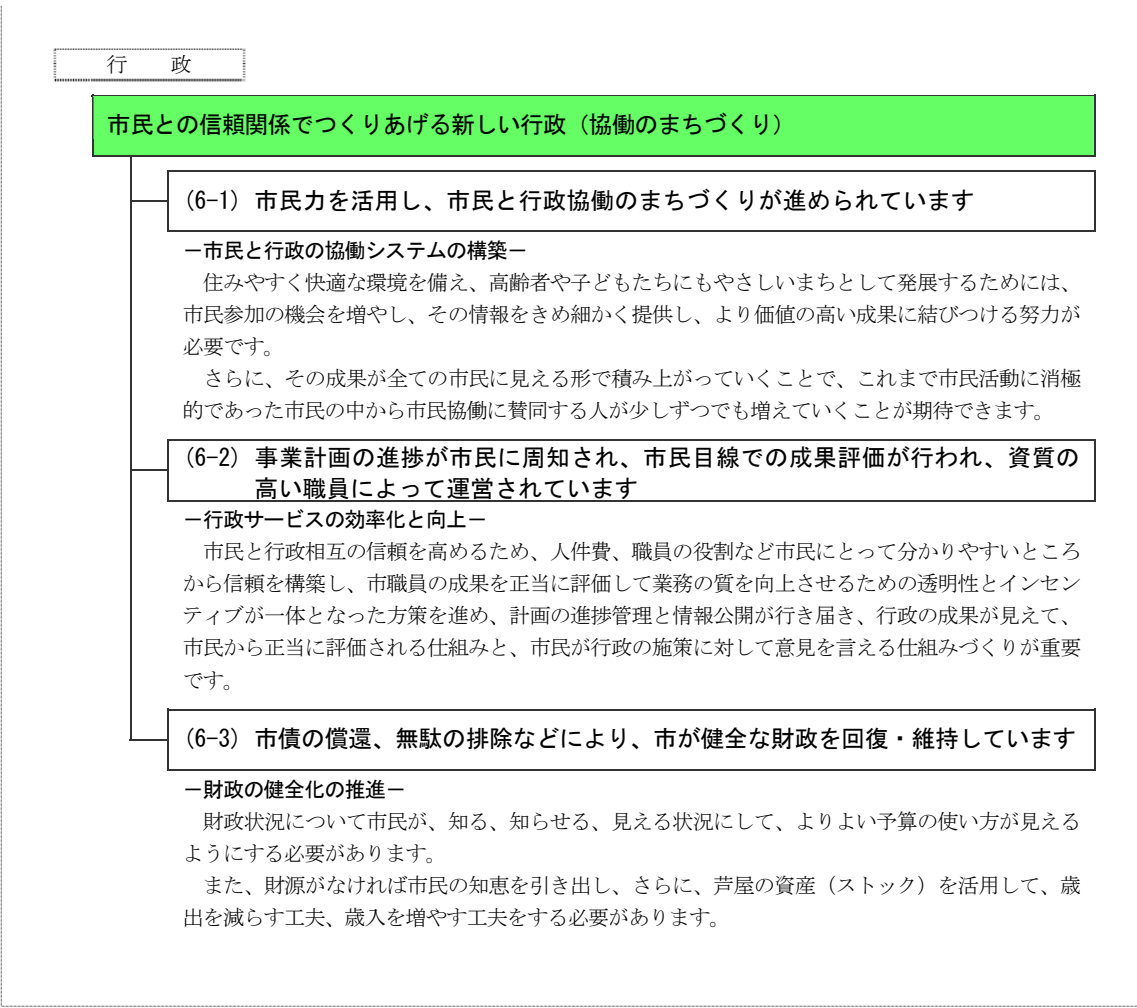 行　政
市民との信頼関係でつくりあげる新しい行政（協働のまちづくり）
(6-1) 市民力を活用し、市民と行政協働のまちづくりが進められています
－市民と行政の協働システムの構築－
　住みやすく快適な環境を備え、高齢者や子どもたちにもやさしいまちとして発展するためには、
市民参加の機会を増やし、その情報をきめ細かく提供し、より価値の高い成果に結びつける努力が
必要です。
　さらに、その成果が全ての市民に見える形で積み上がっていくことで、これまで市民活動に消極
的であった市民の中から市民協働に賛同する人が少しずつでも増えていくことが期待できます。
(6-2) 事業計画の進捗が市民に周知され、市民目線での成果評価が行われ、資質の
高い職員によって運営されています
－行政サービスの効率化と向上－
　市民と行政相互の信頼を高めるため、人件費、職員の役割など市民にとって分かりやすいところ
から信頼を構築し、市職員の成果を正当に評価して業務の質を向上させるための透明性とインセン
ティブが一体となった方策を進め、計画の進捗管理と情報公開が行き届き、行政の成果が見えて、
市民から正当に評価される仕組みと、市民が行政の施策に対して意見を言える仕組みづくりが重要
です。
(6-3) 市債の償還、無駄の排除などにより、市が健全な財政を回復・維持しています
－財政の健全化の推進－
　財政状況について市民が、知る、知らせる、見える状況にして、よりよい予算の使い方が見える
ようにする必要があります。
　また、財源がなければ市民の知恵を引き出し、さらに、芦屋の資産（ストック）を活用して、歳
出を減らす工夫、歳入を増やす工夫をする必要があります。